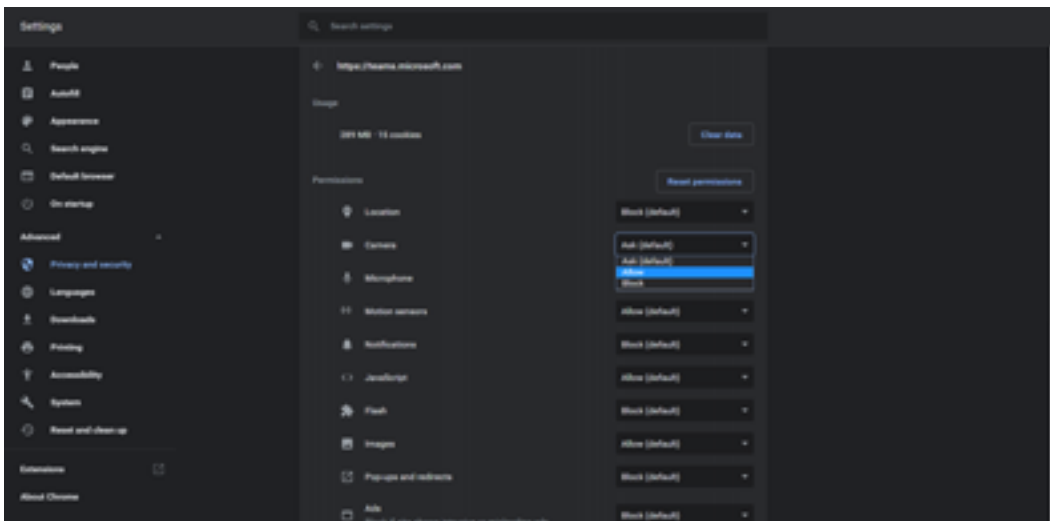 Settings
Search settings
People
Autofill
Appearance
Search engine
Default browser
On startup
Advanced
Privacy and security
Languages
Downloads
Printing
Accessibility
System
Reset and clean up
Extensions
About Chrome
https://teams.microsoft.com
Usage
MB · 15 cookies
Clear data
Permissions
Reset permissions
Location
Block (default)
Camera
Ask (default)
Ask (default)
Allow
Block
Microphone
Motion sensors
Allow (default)
Notifications
Block (default)
JavaScript
Allow (default)
Flash
Block (default)
Images
Allow (default)
Pop-ups and redirects
Block (default)
Ads
Block (default)